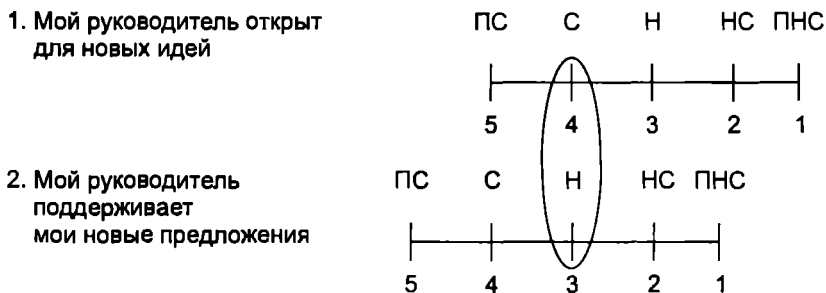 1. Мой руководитель открыт
для новых идей
ПС С Н НС ПНС
5 4 3 2 1
2. Мой руководитель
поддерживает
мои новые предложения
ПС С Н НС ПНС
5 4 3 2 1